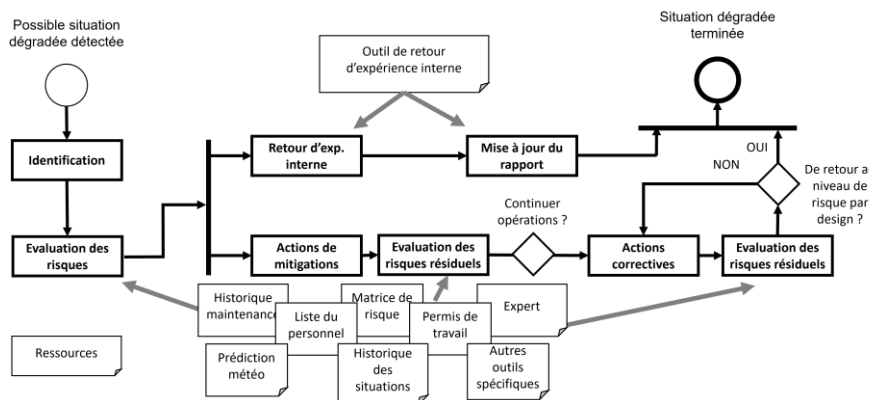 Possible situation
dégradée détectée
Situation dégradée
terminée
Outil de retour
d'expérience interne
Identification
Retour d'exp.
interne
Mise à jour du
rapport
OUI
NON
De retour au
niveau de
risque par
design ?
Continuer
opérations ?
Evaluation des
risques
Actions de
mitigations
Evaluation des
risques résiduels
Actions
correctives
Evaluation des
risques résiduels
Historique
maintenance
Matrice de
risque
Expert
Liste du
personnel
Permis de
travail
Ressources
Prédiction
météo
Historique
des
situations
Autres
outils
spécifiques